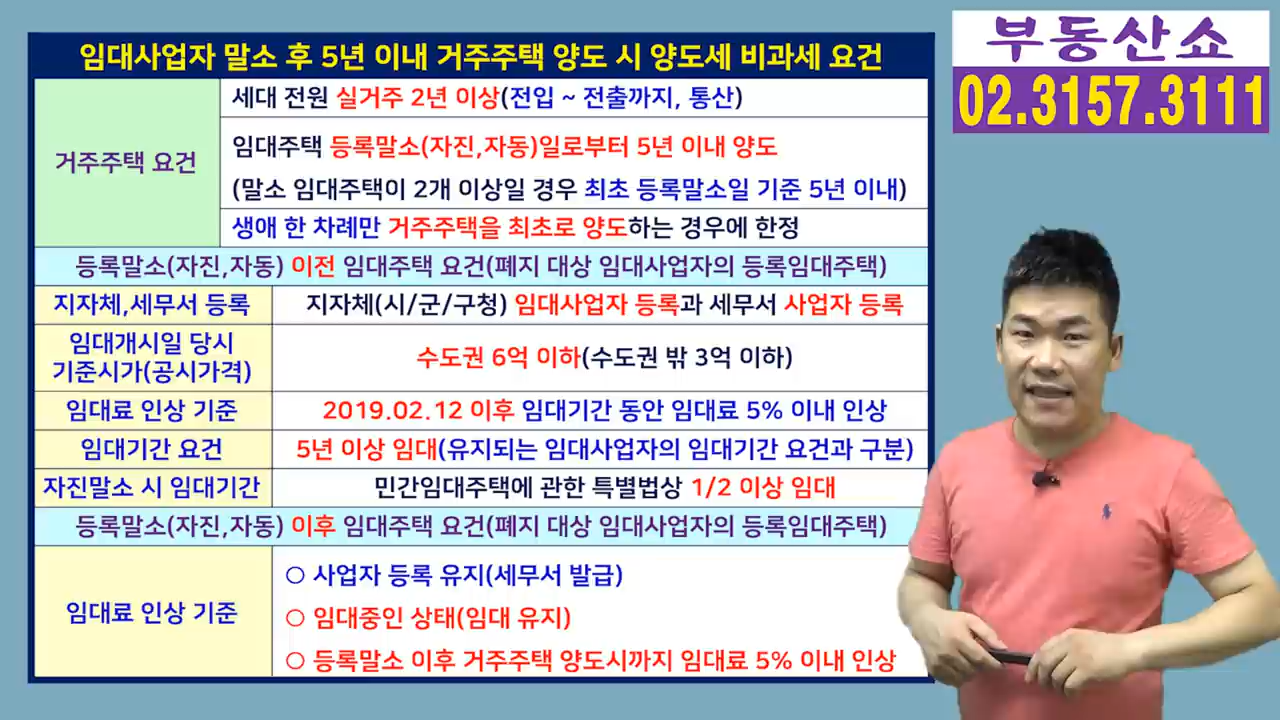 부동산쇼
02.3157.3111
임대사업자 말소 후 5년 이내 거주주택 양도 시 양도세 비과세 요건
거주주택 요건
세대 전원 실거주 2년 이상(전입 ~ 전출까지, 통산)
임대주택 등록말소(자진,자동)일로부터 5년 이내 양도
(말소 임대주택이 2개 이상일 경우 최초 등록말소일 기준 5년 이내)
생애 한 차례만 거주주택을 최초로 양도하는 경우에 한정
등록말소(자진,자동) 이전 임대주택 요건(폐지 대상 임대사업자의 등록임대주택)
지자체,세무서 등록
지자체(시/군/구청) 임대사업자 등록과 세무서 사업자 등록
임대개시일 당시
기준시가(공시가격)
수도권 6억 이하(수도권 밖 3억 이하)
임대료 인상 기준
2019.02.12 이후 임대기간 동안 임대료 5% 이내 인상
임대기간 요건
5년 이상 임대(유지되는 임대사업자의 임대기간 요건과 구분)
자진말소 시 임대기간
민간임대주택에 관한 특별법상 1/2 이상 임대
등록말소(자진,자동) 이후 임대주택 요건(폐지 대상 임대사업자의 등록임대주택)
임대료 인상 기준
○ 사업자 등록 유지(세무서 발급)
○ 임대중인 상태(임대 유지)
○ 등록말소 이후 거주주택 양도시까지 임대료 5% 이내 인상